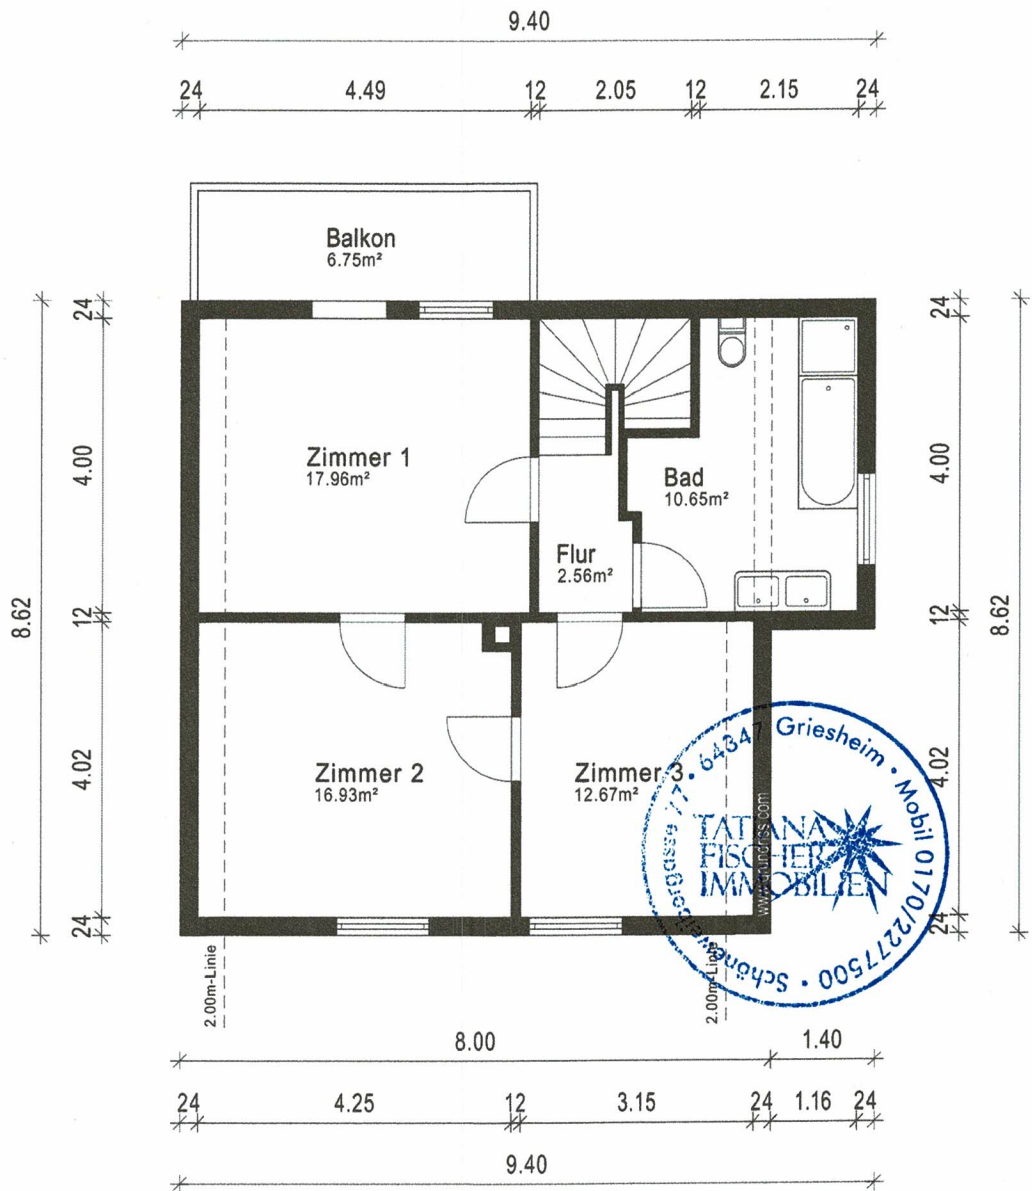 9.40
24 4.49 12 2.05 12 2.15 24
Balkon
6.75m²
24 4.00 12 4.02 24
8.62
Zimmer 1
17.96m²
Bad
10.65m²
Flur
2.56m²
24 4.00 12 4.02 24
8.62
Zimmer 2
16.93m²
Zimmer 3
12.67m²
TATJANA
FISCHER
IMMOBILIEN
64347 Griesheim • Mobil 0170/2277500 •
2.00m-Linie
2.00m-Linie
8.00 1.40
24 4.25 12 3.15 24 1.16 24
9.40